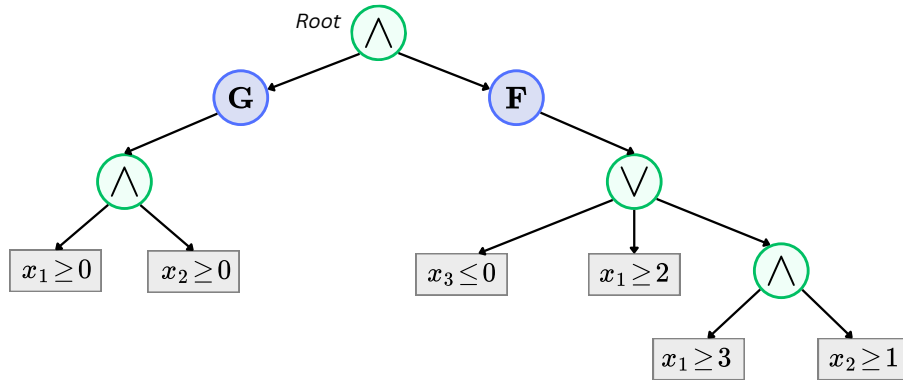 Root
∧
G
F
∧
∨
x₁ ≥ 0
x₂ ≥ 0
x₃ ≤ 0
x₁ ≥ 2
∧
x₁ ≥ 3
x₂ ≥ 1